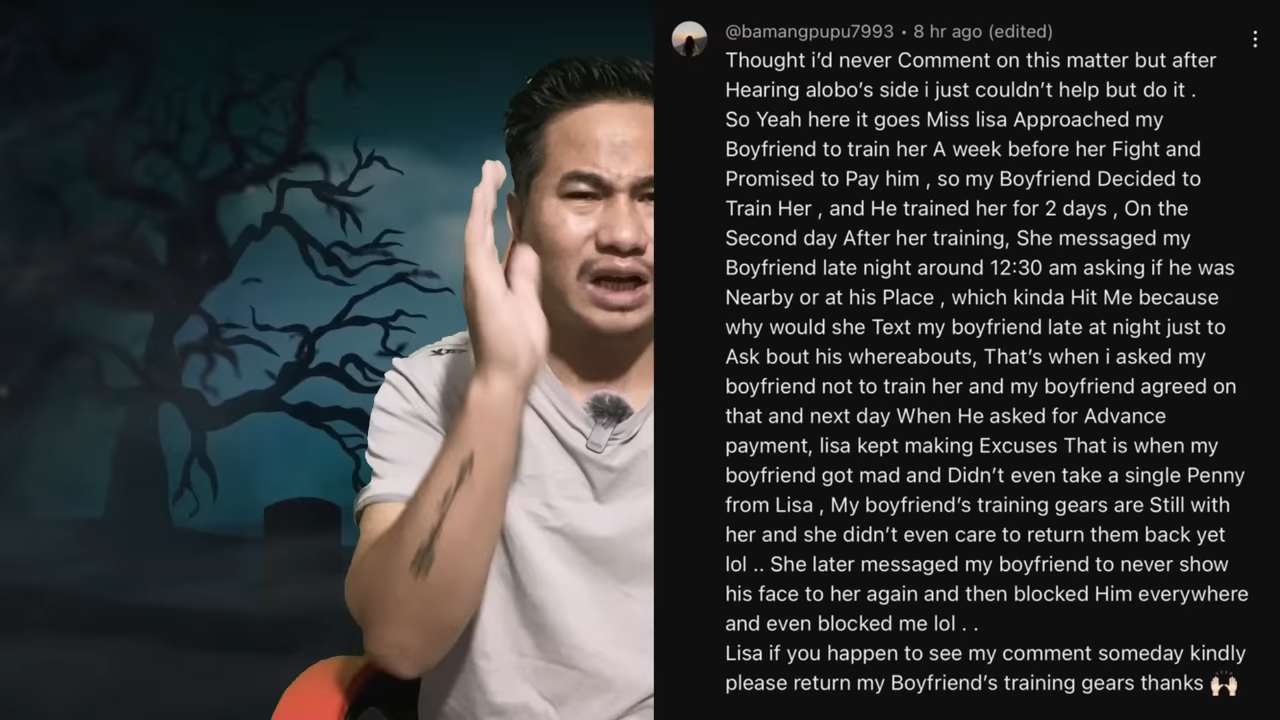 @bamangpupu7993 • 8 hr ago (edited)
Thought i’d never Comment on this matter but after
Hearing alobo’s side i just couldn’t help but do it .
So Yeah here it goes Miss lisa Approached my
Boyfriend to train her A week before her Fight and
Promised to Pay him , so my Boyfriend Decided to
Train Her , and He trained her for 2 days , On the
Second day After her training, She messaged my
Boyfriend late night around 12:30 am asking if he was
Nearby or at his Place , which kinda Hit Me because
why would she Text my boyfriend late at night just to
Ask bout his whereabouts, That’s when i asked my
boyfriend not to train her and my boyfriend agreed on
that and next day When He asked for Advance
payment, lisa kept making Excuses That is when my
boyfriend got mad and Didn’t even take a single Penny
from Lisa , My boyfriend’s training gears are Still with
her and she didn’t even care to return them back yet
lol .. She later messaged my boyfriend to never show
his face to her again and then blocked Him everywhere
and even blocked me lol . .
Lisa if you happen to see my comment someday kindly
please return my Boyfriend’s training gears thanks 🙌🏻